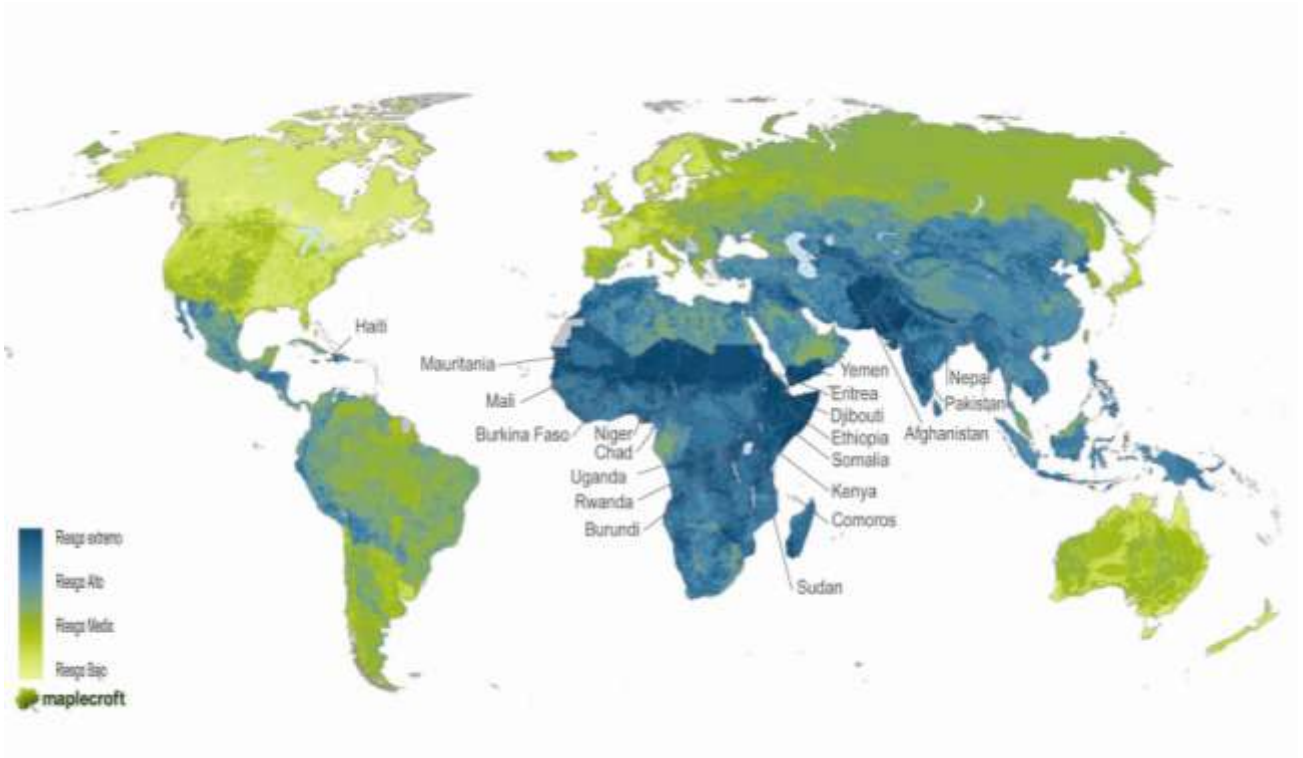 Haiti
Mauritania
Mali
Burkina Faso
Niger
Chad
Uganda
Rwanda
Burundi
Yemen
Eritrea
Djibouti
Ethiopia
Somalia
Kenya
Comoros
Sudan
Nepal
Pakistan
Afghanistan
Riesgo extremo
Riesgo Alto
Riesgo Medio
Riesgo Bajo
maplecroft